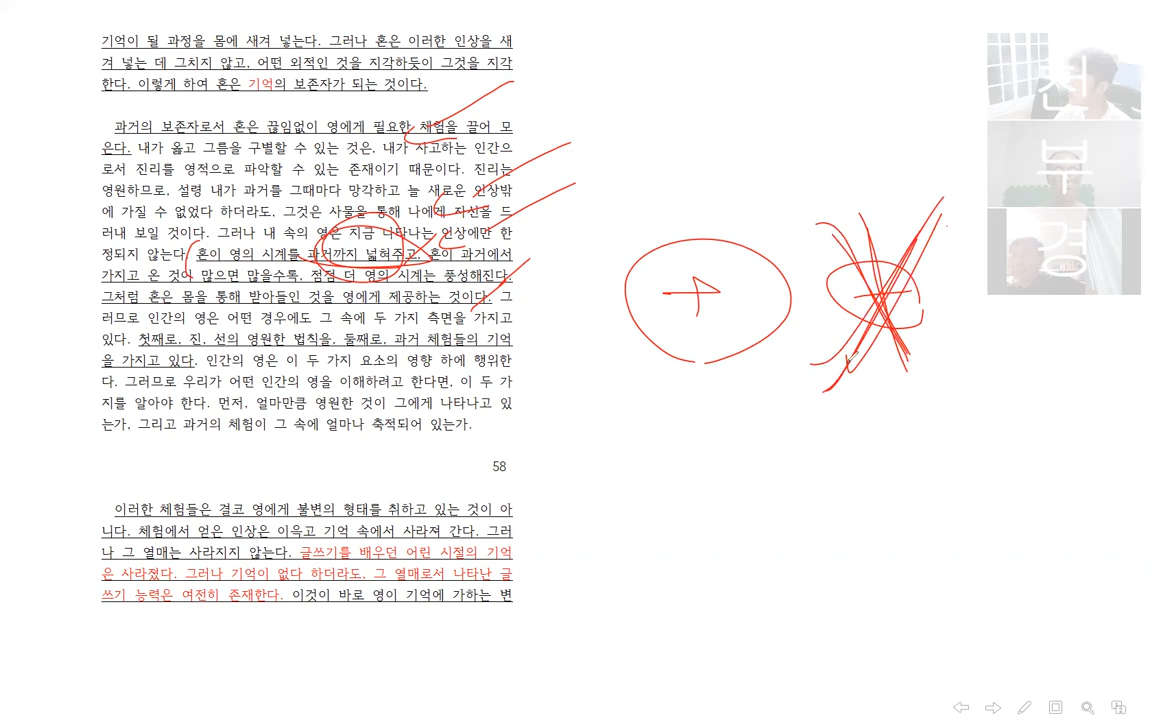 기억이 될 과정을 몸에 새겨 넣는다. 그러나 혼은 이러한 인상을 새
겨 넣는 데 그치지 않고, 어떤 외적인 것을 지각하듯이 그것을 지각
한다. 이렇게 하여 혼은 기억의 보존자가 되는 것이다.
과거의 보존자로서 혼은 끊임없이 영에게 필요한 체험을 끌어 모
은다. 내가 옳고 그름을 구별할 수 있는 것은, 내가 사고하는 인간으
로서 진리를 영적으로 파악할 수 있는 존재이기 때문이다. 진리는
영원하므로, 설령 내가 과거를 그때마다 망각하고 늘 새로운 인상밖
에 가질 수 없었다 하더라도, 그것은 사물을 통해 나에게 자신을 드
러내 보일 것이다. 그러나 내 속의 영은 지금 나타나는 인상에만 한
정되지 않는다. 혼이 영의 시계를 과거까지 넓혀주고, 혼이 과거에서
가지고 온 것이 많으면 많을수록, 점점 더 영의 시계는 풍성해진다.
그처럼 혼은 몸을 통해 받아들인 것을 영에게 제공하는 것이다. 그
러므로 인간의 영은 어떤 경우에도 그 속에 두 가지 측면을 가지고
있다. 첫째로, 진, 선의 영원한 법칙을, 둘째로, 과거 체험들의 기억
을 가지고 있다. 인간의 영은 이 두 가지 요소의 영향 하에 행위한
다. 그러므로 우리가 어떤 인간의 영을 이해하려고 한다면, 이 두 가
지를 알아야 한다. 먼저, 얼마만큼 영원한 것이 그에게 나타나고 있
는가, 그리고 과거의 체험이 그 속에 얼마나 축적되어 있는가.
58
이러한 체험들은 결코 영에게 불변의 형태를 취하고 있는 것이 아
니다. 체험에서 얻은 인상은 이윽고 기억 속에서 사라져 간다. 그러
나 그 열매는 사라지지 않는다. 글쓰기를 배우던 어린 시절의 기억
은 사라졌다. 그러나 기억이 없다 하더라도, 그 열매로서 나타난 글
쓰기 능력은 여전히 존재한다. 이것이 바로 영이 기억에 가하는 변
천
부
경